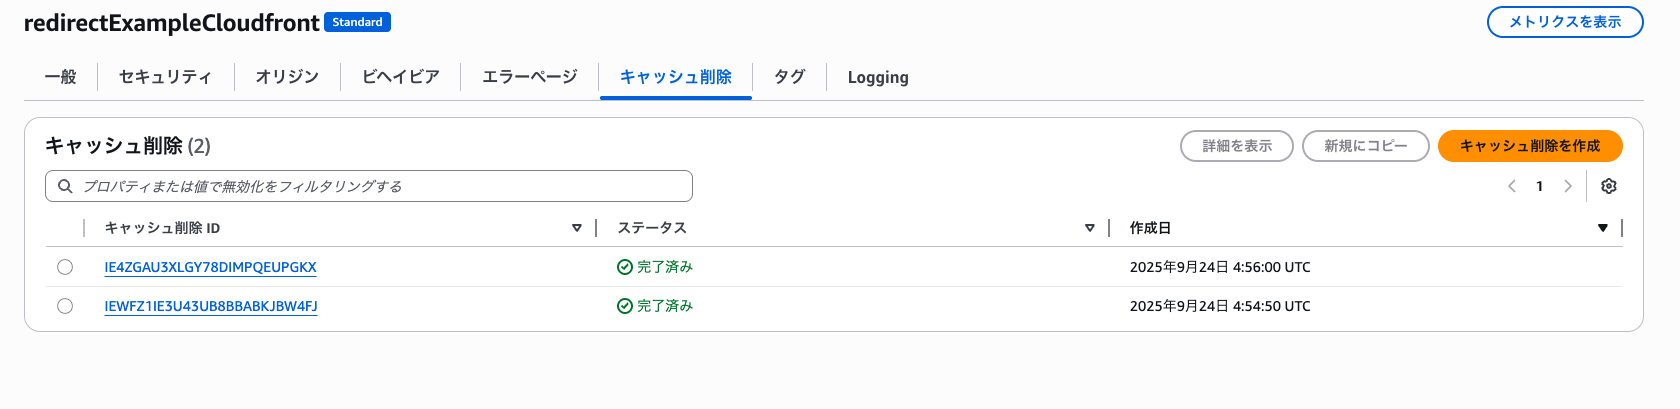 redirectExampleCloudfront Standard メトリクスを表示
一般 セキュリティ オリジン ビヘイビア エラーページ キャッシュ削除 タグ Logging
キャッシュ削除 (2) 詳細を表示 新規にコピー キャッシュ削除を作成
プロパティまたは値で無効化をフィルタリングする 1
キャッシュ削除 ID ステータス 作成日
IE4ZGAU3XLGY78DIMPQEUPGKX 完了済み 2025年9月24日 4:56:00 UTC
IEWFZ1IE3U43UB8BBABKJBW4FJ 完了済み 2025年9月24日 4:54:50 UTC